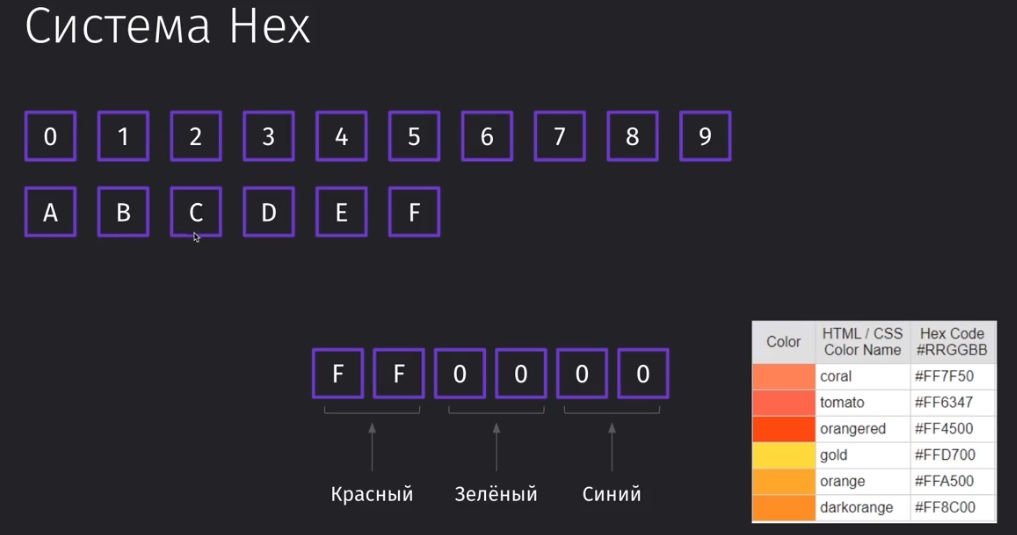 Система Hex
0 1 2 3 4 5 6 7 8 9
A B C D E F
F F 0 0 0 0
Красный Зелёный Синий
Color HTML / CSS Color Name Hex Code #RRGGBB
coral #FF7F50
tomato #FF6347
orangered #FF4500
gold #FFD700
orange #FFA500
darkorange #FF8C00